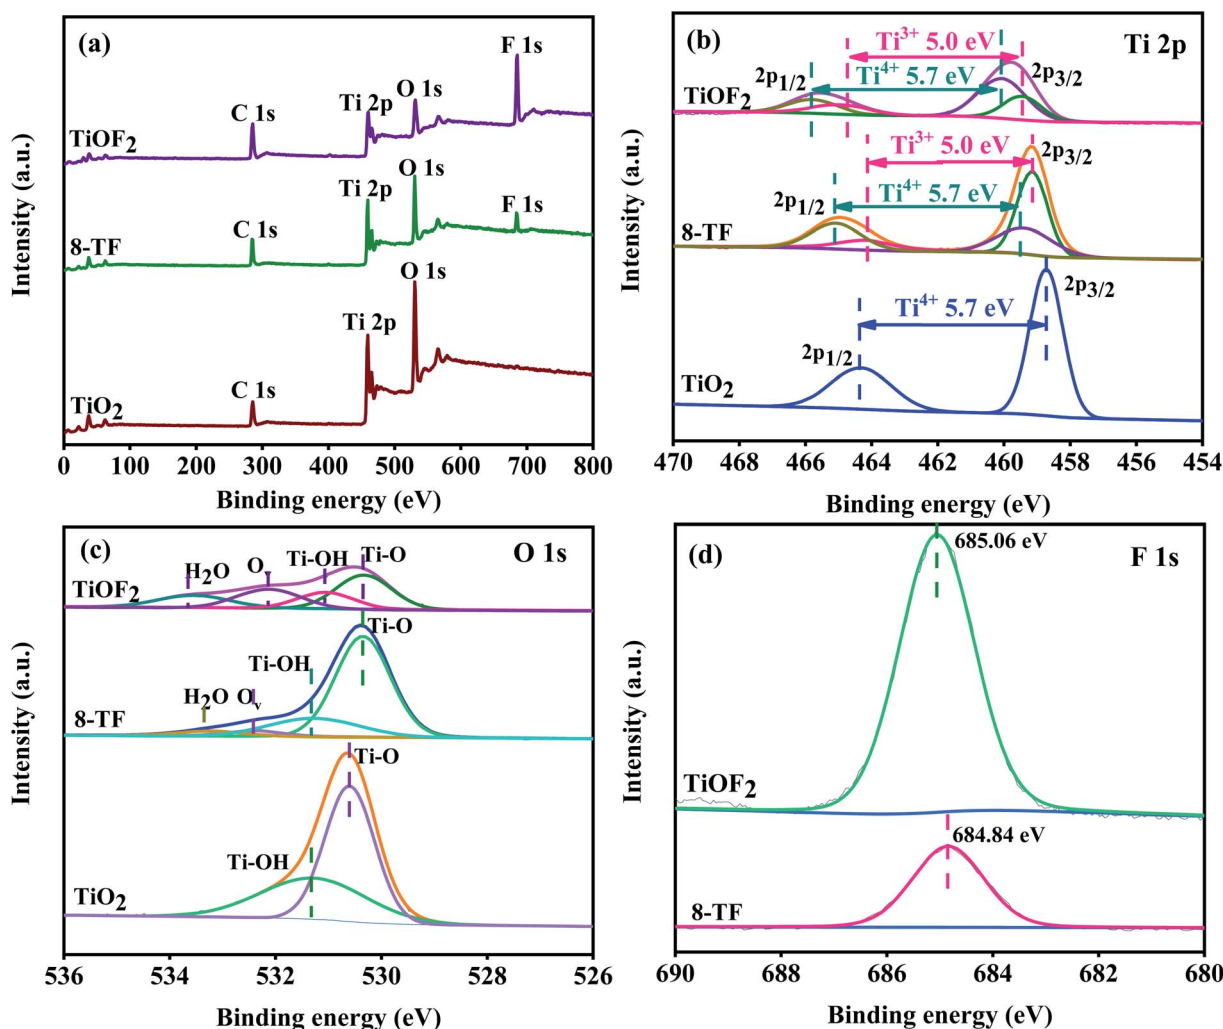 (a)
F 1s
O 1s
Ti 2p
C 1s
TiOF2
O 1s
Ti 2p
F 1s
C 1s
8-TF
O 1s
Ti 2p
C 1s
TiO2
Intensity (a.u.)
0 100 200 300 400 500 600 700 800
Binding energy (eV)
(b)
Ti 2p
Ti3+ 5.0 eV
2p1/2
Ti4+ 5.7 eV
2p3/2
TiOF2
Ti3+ 5.0 eV
2p3/2
2p1/2
Ti4+ 5.7 eV
8-TF
Ti4+ 5.7 eV
2p3/2
2p1/2
TiO2
Intensity (a.u.)
470 468 466 464 462 460 458 456 454
Binding energy (eV)
(c)
O 1s
H2O
Ov
Ti-OH
Ti-O
TiOF2
Ti-O
Ti-OH
H2O Ov
8-TF
Ti-O
Ti-OH
TiO2
Intensity (a.u.)
536 534 532 530 528 526
Binding energy (eV)
(d)
685.06 eV
F 1s
TiOF2
684.84 eV
8-TF
Intensity (a.u.)
690 688 686 684 682 680
Binding energy (eV)